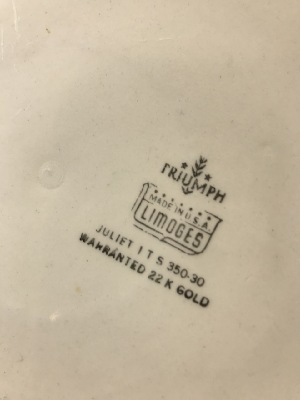 TRIUMPH
MADE IN U.S.A.
LIMOGES
JULIET I T S 350-30
WARRANTED 22 K GOLD